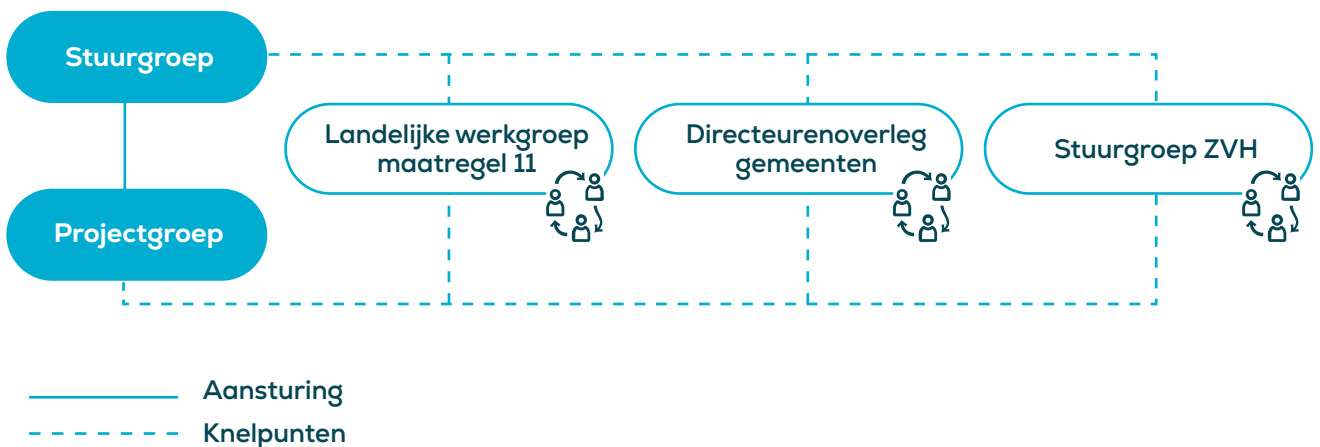 Stuurgroep
Landelijke werkgroep
maatregel 11
Directeurenoverleg
gemeenten
Stuurgroep ZVH
Projectgroep
Aansturing
Knelpunten